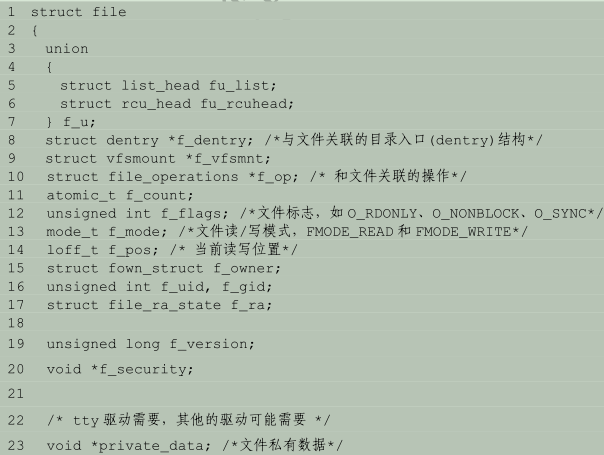 1 struct file
2 {
3 union
4 {
5 struct list_head fu_list;
6 struct rcu_head fu_rcuhead;
7 } f_u;
8 struct dentry *f_dentry; /*与文件关联的目录入口(dentry)结构*/
9 struct vfsmount *f_vfsmnt;
10 struct file_operations *f_op; /* 和文件关联的操作*/
11 atomic_t f_count;
12 unsigned int f_flags; /*文件标志，如 O_RDONLY、O_NONBLOCK、O_SYNC*/
13 mode_t f_mode; /*文件读/写模式，FMODE_READ 和 FMODE_WRITE*/
14 loff_t f_pos; /* 当前读写位置*/
15 struct fown_struct f_owner;
16 unsigned int f_uid, f_gid;
17 struct file_ra_state f_ra;
18
19 unsigned long f_version;
20 void *f_security;
21
22 /* tty 驱动需要，其他的驱动可能需要 */
23 void *private_data; /*文件私有数据*/